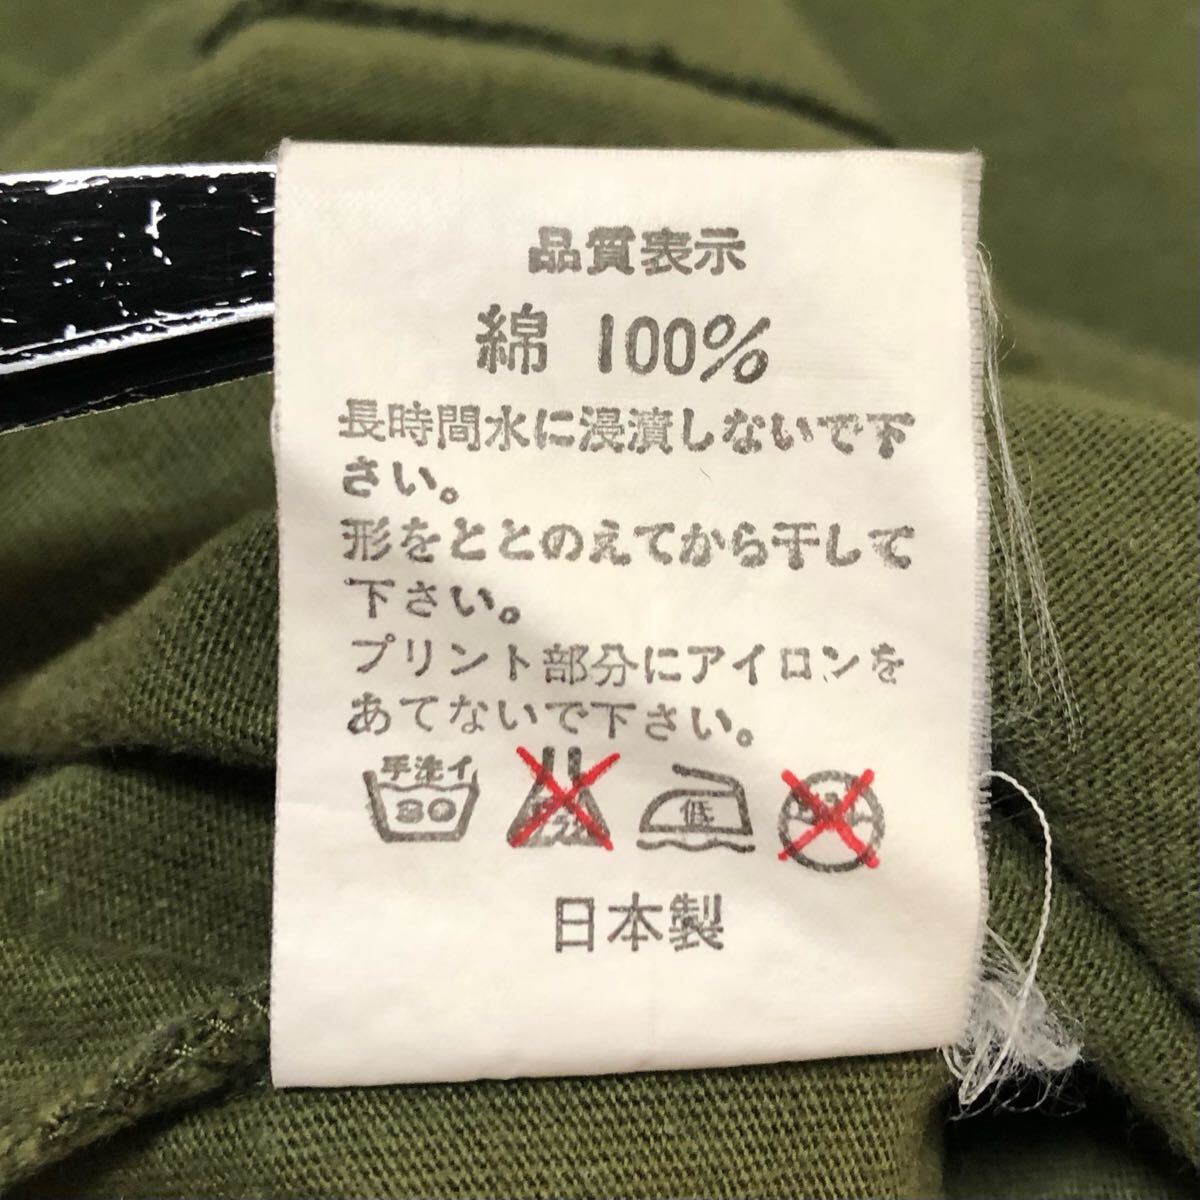 品質表示
綿 100%
長時間水に浸漬しないで下
さい。
形をととのえてから干して
下さい。
プリント部分にアイロンを
あてないで下さい。
手洗イ
30
低
日本製